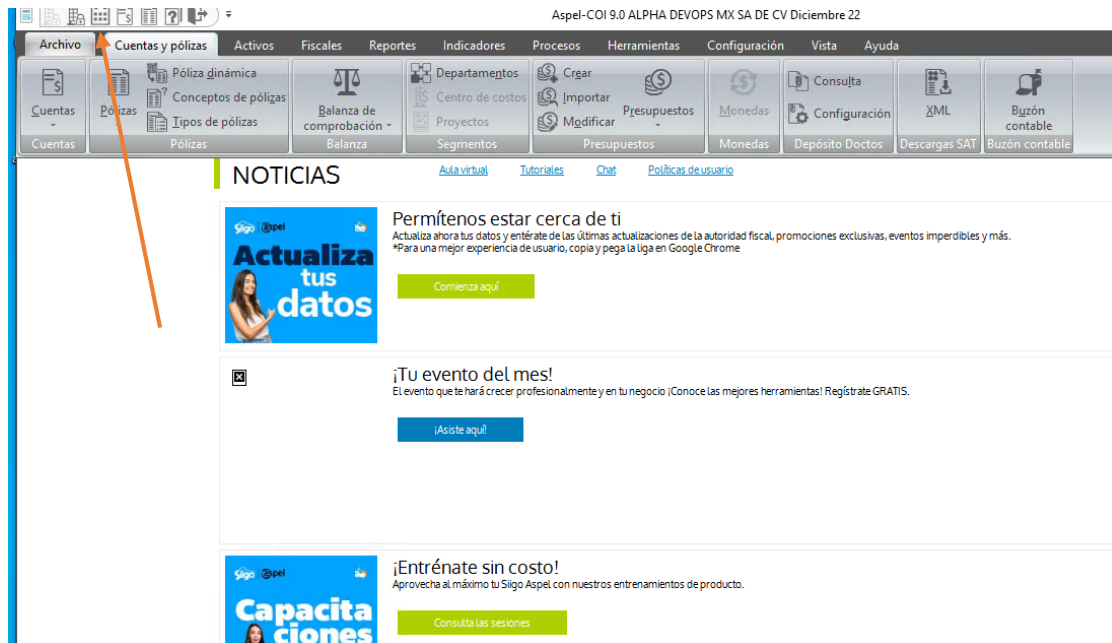 Aspel-COI 9.0 ALPHA DEVOPS MX SA DE CV Diciembre 22
Archivo Cuentas y pólizas Activos Fiscales Reportes Indicadores Procesos Herramientas Configuración Vista Ayuda
Cuentas
Pólizas
Póliza dinámica
Conceptos de pólizas
Tipos de pólizas
Balanza de
comprobación
Departamentos
Centro de costos
Proyectos
Crear
Importar
Modificar
Presupuestos
Monedas
Consulta
Configuración
XML
Buzón
contable
Cuentas Pólizas Balanza Segmentos Presupuestos Monedas Depósito Doctos Descargas SAT Buzón contable
NOTICIAS
Aula virtual Tutoriales Chat Políticas de usuario
Siigo aspel
Actualiza
tus
datos
Permítenos estar cerca de ti
Actualiza ahora tus datos y entérate de las últimas actualizaciones de la autoridad fiscal, promociones exclusivas, eventos imperdibles y más.
*Para una mejor experiencia de usuario, copia y pega la liga en Google Chrome
Comienza aquí
¡Tu evento del mes!
El evento que te hará crecer profesionalmente y en tu negocio ¡Conoce las mejores herramientas! Regístrate GRATIS.
¡Asiste aquí!
Siigo aspel
Capacita
ciones
¡Entrénate sin costo!
Aprovecha al máximo tu Siigo Aspel con nuestros entrenamientos de producto.
Consulta las sesiones